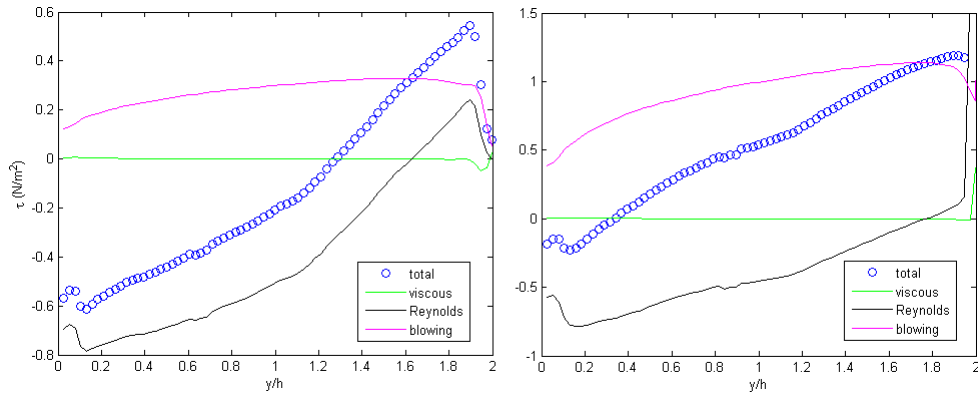 0.6
0.4
0.2
0
-0.2
-0.4
-0.6
-0.8
τ (N/m²)
0 0.2 0.4 0.6 0.8 1 1.2 1.4 1.6 1.8 2
y/h
total
viscous
Reynolds
blowing
1.5
1
0.5
0
-0.5
-1
0 0.2 0.4 0.6 0.8 1 1.2 1.4 1.6 1.8 2
y/h
total
viscous
Reynolds
blowing